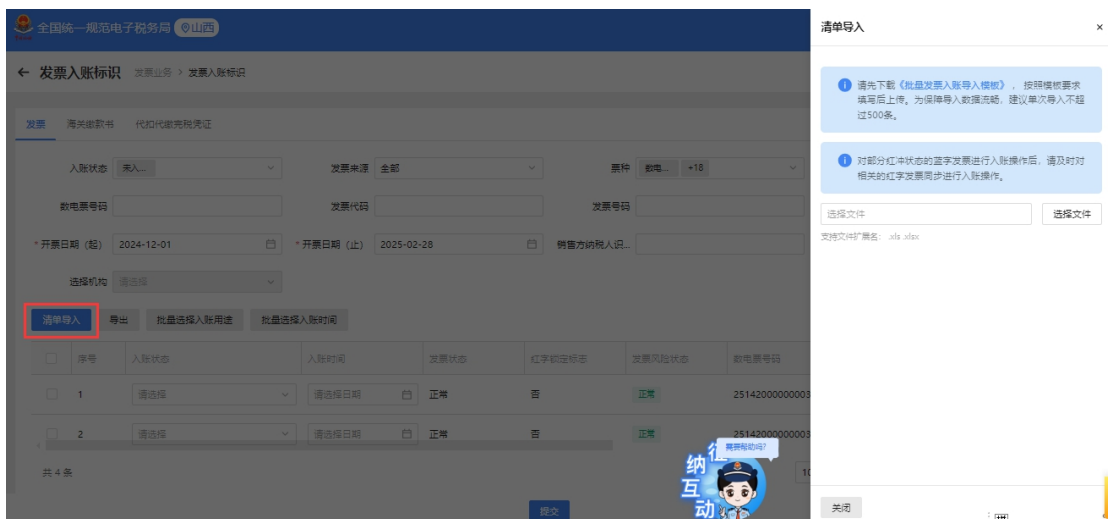 全国统一规范电子税务局 山西
发票入账标识 发票业务 > 发票入账标识
发票 海关缴款书 代扣代缴完税凭证
入账状态 未入... 发票来源 全部 票种 数电... +18
数电票号码 发票代码 发票号码
* 开票日期 (起) 2024-12-01 * 开票日期 (止) 2025-02-28 销售方纳税人识...
选择机构 请选择
清单导入 导出 批量选择入账用途 批量选择入账时间
序号 入账状态 入账时间 发票状态 红字锁定标志 发票风险状态 数电票号码
1 请选择 请选择日期 正常 否 正常 25142000000003
2 请选择 请选择日期 正常 否 正常 25142000000003
共 4 条 10
提交
需要帮助吗?
征
纳
互
动
清单导入 ×
请先下载《批量发票入账导入模板》，按照模板要求
填写后上传。为保障导入数据流畅，建议单次导入不超
过500条。
对部分红冲状态的蓝字发票进行入账操作后，请及时对
相关的红字发票同步进行入账操作。
选择文件 选择文件
支持文件扩展名： .xls .xlsx
关闭